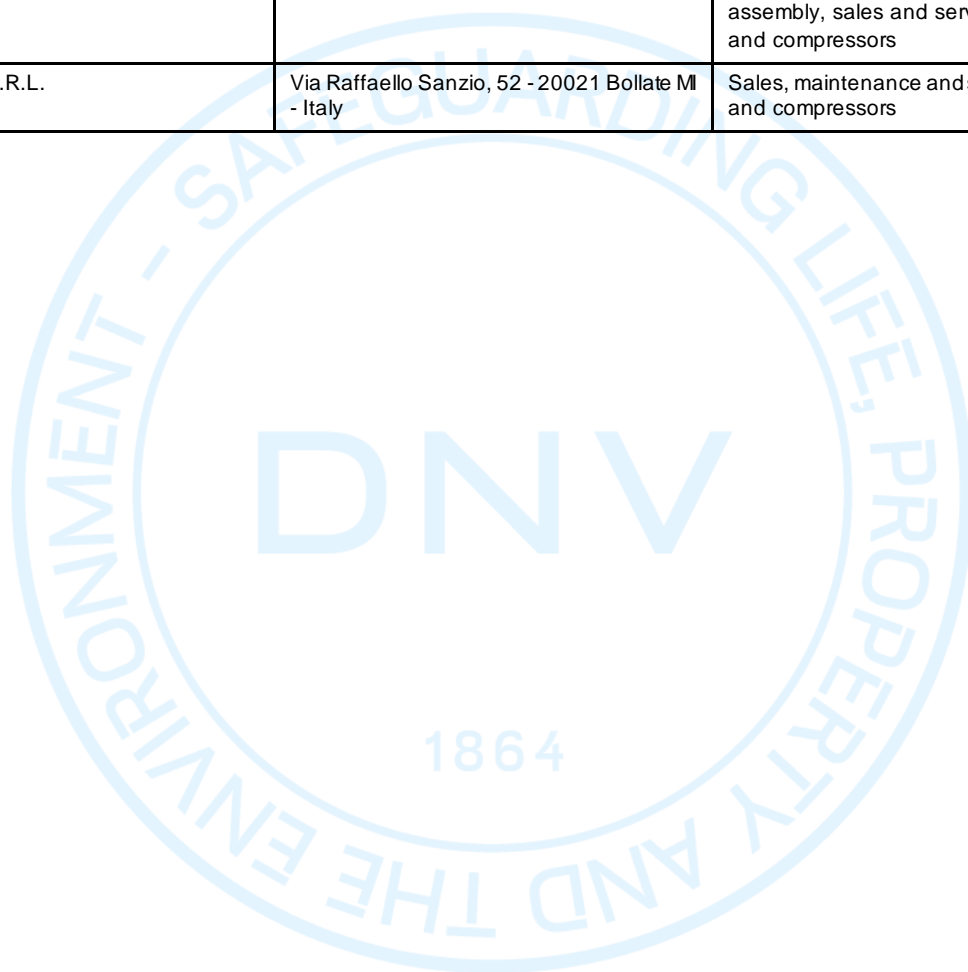 assembly, sales and
and compressors
.R.L.
Via Raffaello Sanzio, 52 - 20021 Bollate MI
- Italy
Sales, maintenance and
and compressors
SAFEGUARDING LIFE, PROPERTY AND THE ENVIRONMENT -
DNV
1864